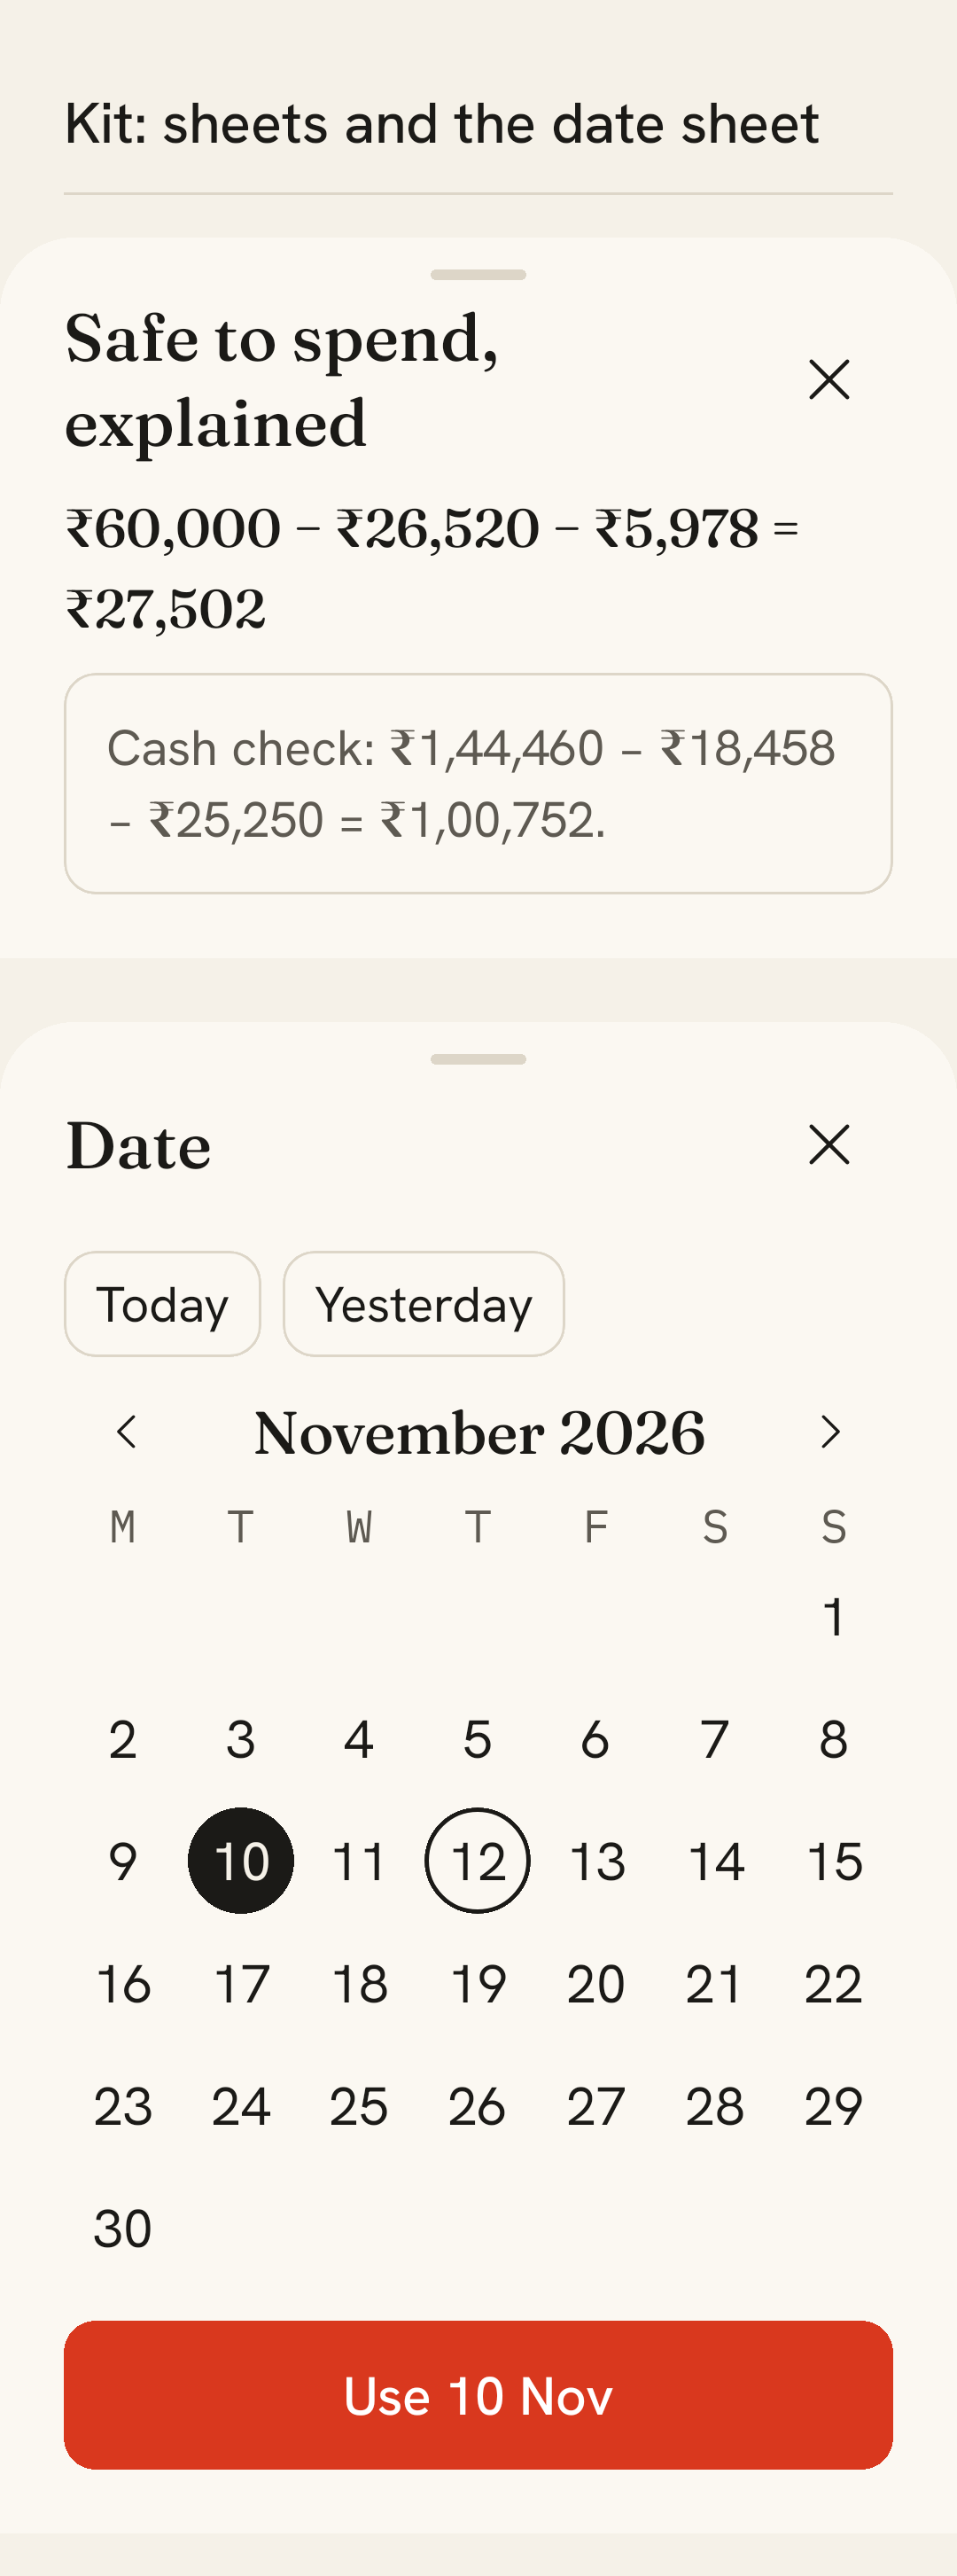 Kit: sheets and the date sheet
Safe to spend,
explained
₹60,000 – ₹26,520 – ₹5,978 =
₹27,502
Cash check: ₹1,44,460 – ₹18,458
– ₹25,250 = ₹1,00,752.
Date
Today Yesterday
November 2026
M T W T F S S
1
2 3 4 5 6 7 8
9 10 11 12 13 14 15
16 17 18 19 20 21 22
23 24 25 26 27 28 29
30
Use 10 Nov